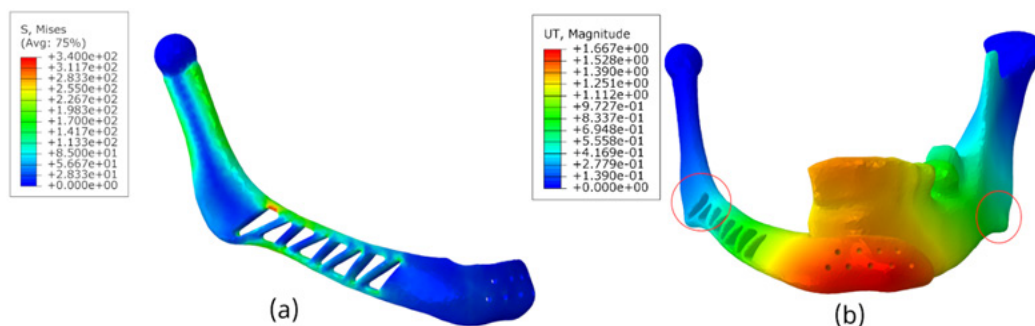 S, Mises
(Avg: 75%)
+3.400e+02
+3.117e+02
+2.833e+02
+2.550e+02
+2.267e+02
+1.983e+02
+1.700e+02
+1.417e+02
+1.133e+02
+8.500e+01
+5.667e+01
+2.833e+01
+0.000e+00
(a)
UT, Magnitude
+1.667e+00
+1.528e+00
+1.390e+00
+1.251e+00
+1.112e+00
+9.727e-01
+8.337e-01
+6.948e-01
+5.558e-01
+4.169e-01
+2.779e-01
+1.390e-01
+0.000e+00
(b)